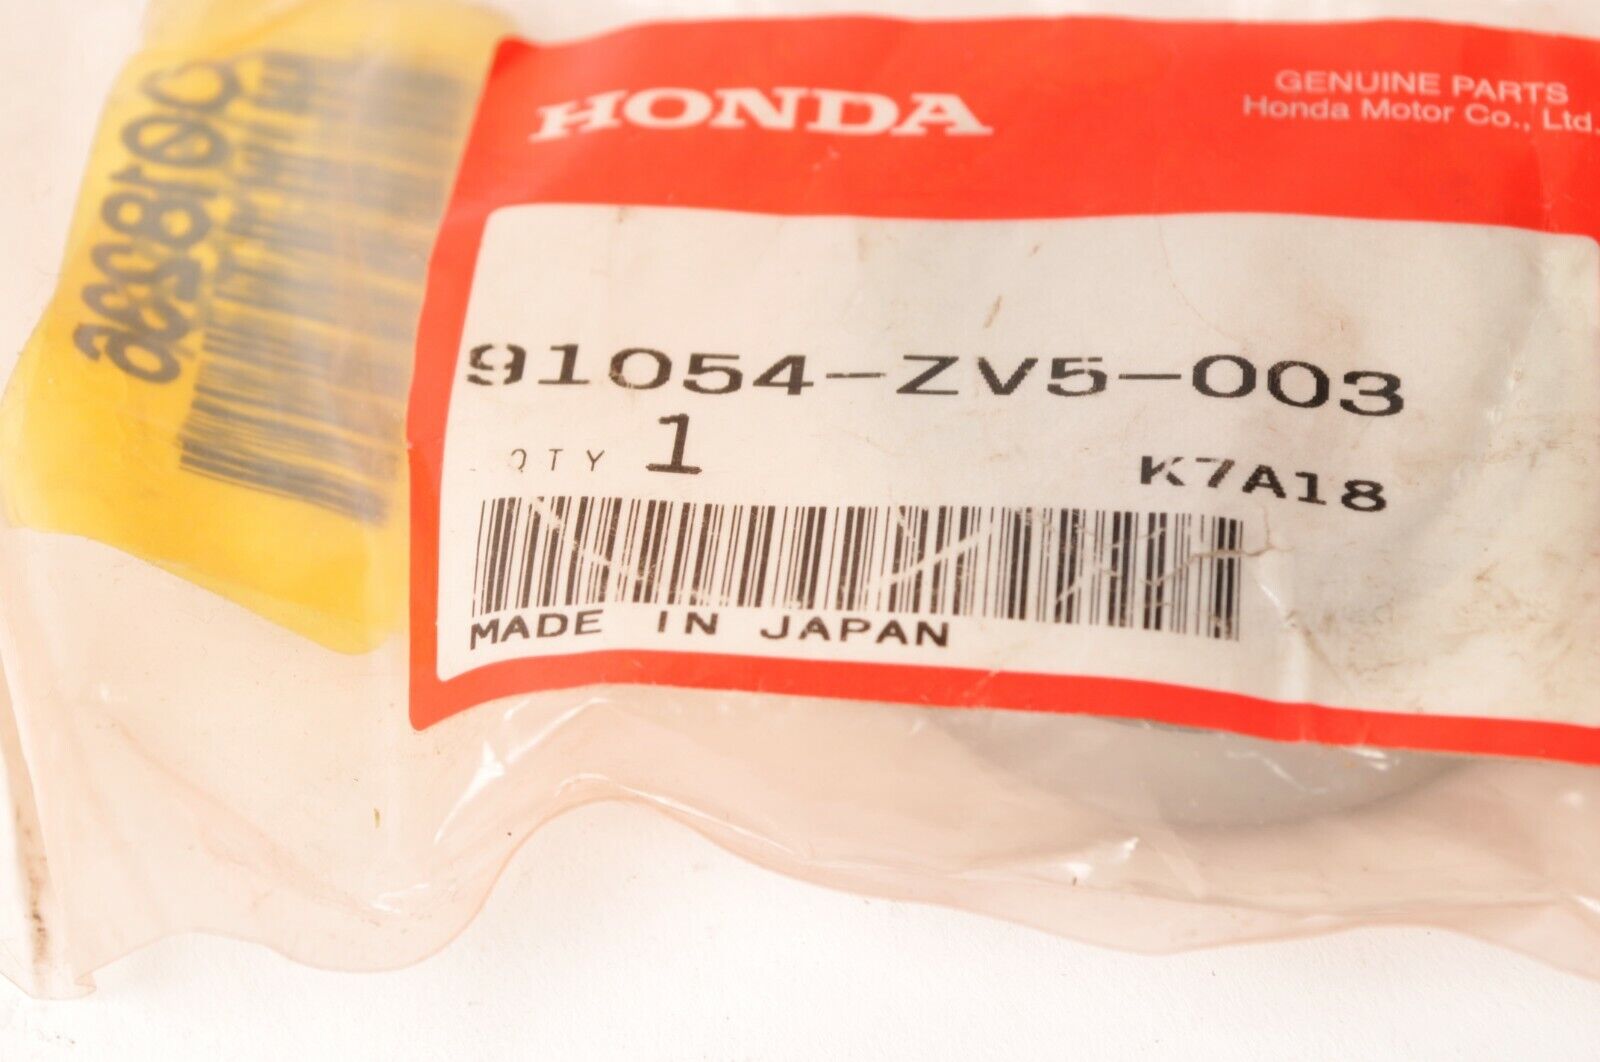 HONDA
GENUINE PARTS
Honda Motor Co., Ltd.
91054-ZV5-003
QTY 1 K7A18
MADE IN JAPAN